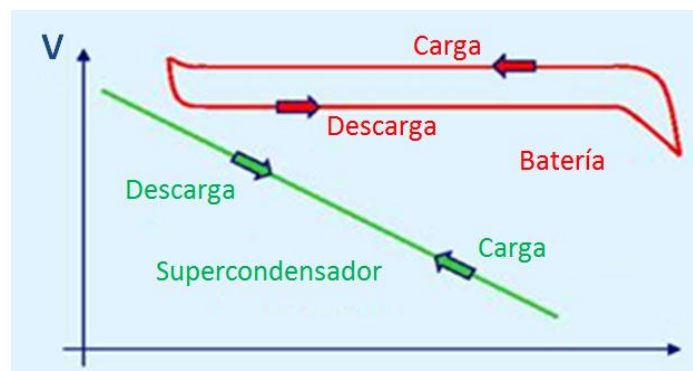 V
Carga
Descarga
Batería
Descarga
Carga
Supercondensador